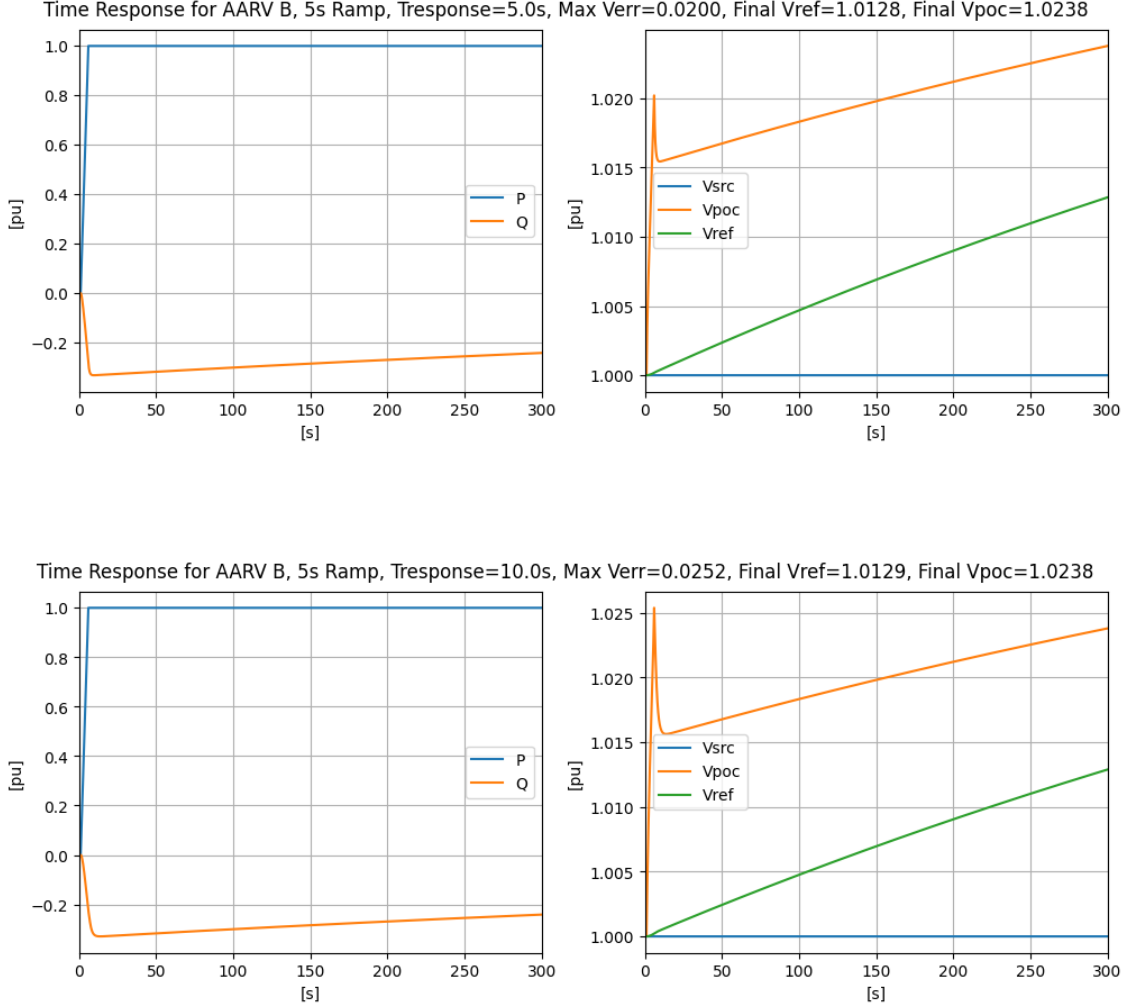 Time Response for AARV B, 5s Ramp, Tresponse=5.0s, Max Verr=0.0200, Final Vref=1.0128, Final Vpoc=1.0238
1.0
0.8
0.6
0.4
0.2
0.0
−0.2
[pu]
P
Q
0 50 100 150 200 250 300
[s]
1.020
1.015
1.010
1.005
1.000
[pu]
Vsrc
Vpoc
Vref
0 50 100 150 200 250 300
[s]
Time Response for AARV B, 5s Ramp, Tresponse=10.0s, Max Verr=0.0252, Final Vref=1.0129, Final Vpoc=1.0238
1.0
0.8
0.6
0.4
0.2
0.0
−0.2
[pu]
P
Q
0 50 100 150 200 250 300
[s]
1.025
1.020
1.015
1.010
1.005
1.000
[pu]
Vsrc
Vpoc
Vref
0 50 100 150 200 250 300
[s]